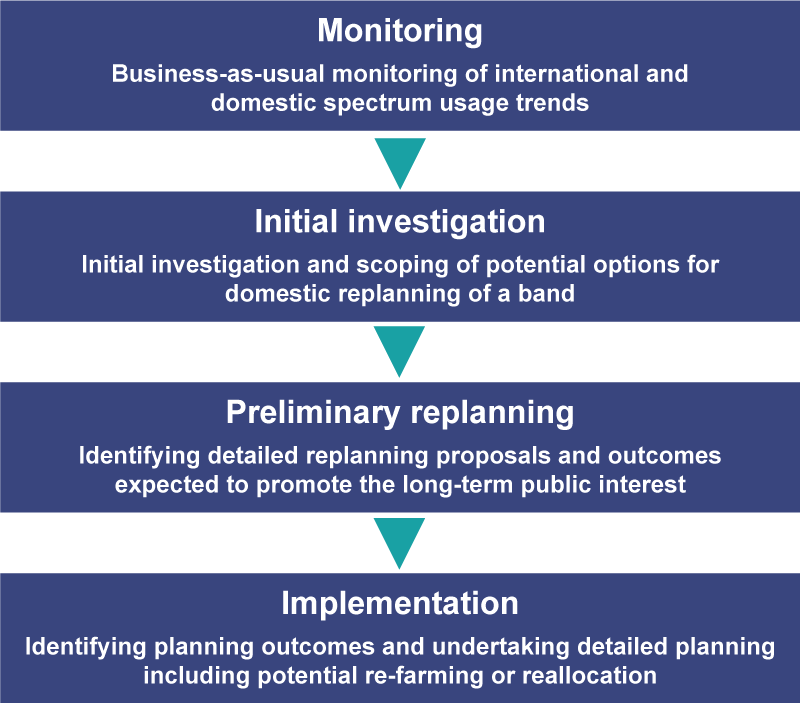 Monitoring
Business-as-usual monitoring of international and
domestic spectrum usage trends
Initial investigation
Initial investigation and scoping of potential options for
domestic replanning of a band
Preliminary replanning
Identifying detailed replanning proposals and outcomes
expected to promote the long-term public interest
Implementation
Identifying planning outcomes and undertaking detailed planning
including potential re-farming or reallocation